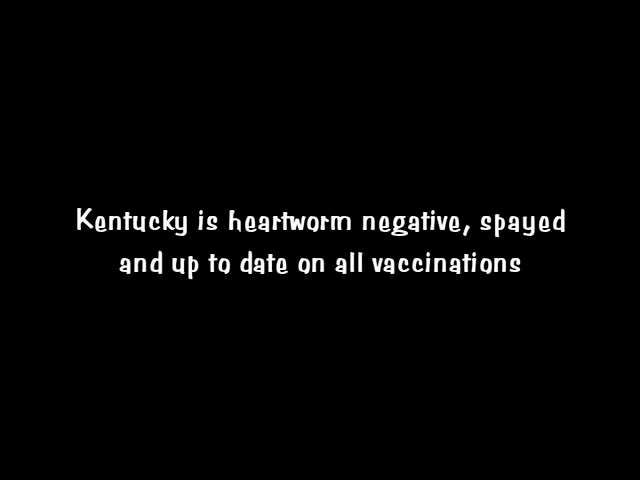 Kentucky is heartworm negative, spayed
and up to date on all vaccinations